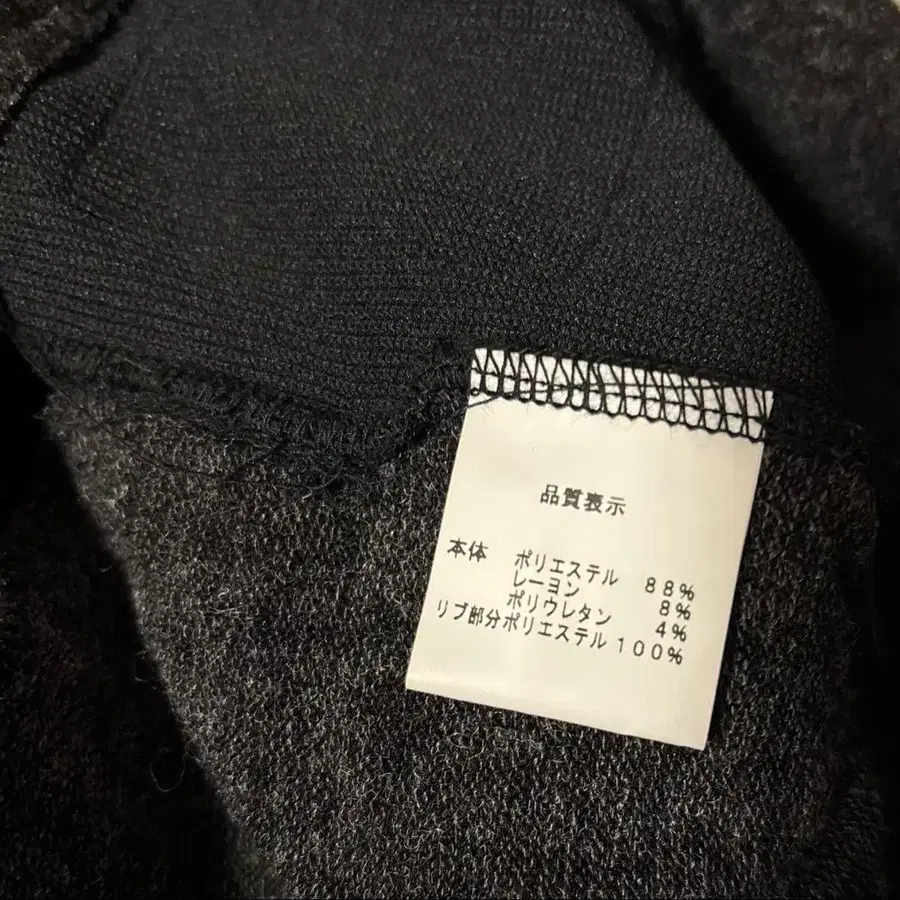 品質表示
本体 ポリエステル 88%
レーヨン 8%
ポリウレタン 4%
リブ部分ポリエステル100%